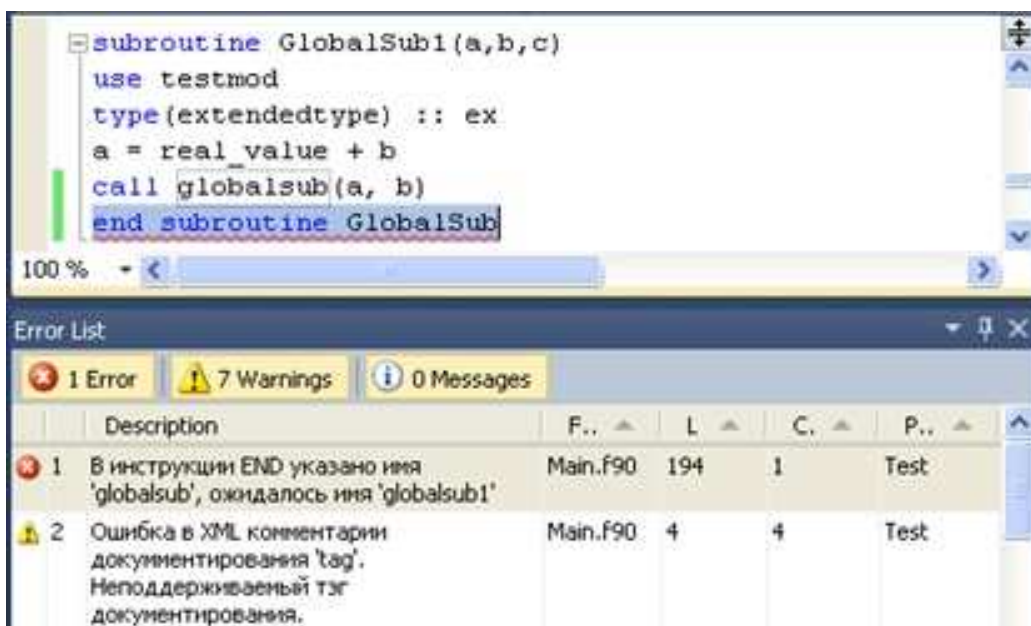 subroutine GlobalSub1(a,b,c)
use testmod
type(extendedtype) :: ex
a = real_value + b
call globalsub(a, b)
end subroutine GlobalSub
100 %
Error List
1 Error 7 Warnings 0 Messages
Description F.. L C. P..
1 В инструкции END указано имя Main.f90 194 1 Test
'globalsub', ожидалось имя 'globalsub1'
2 Ошибка в XML комментарии Main.f90 4 4 Test
докумментирования 'tag'.
Неподдерживаемый тэг
документирования.